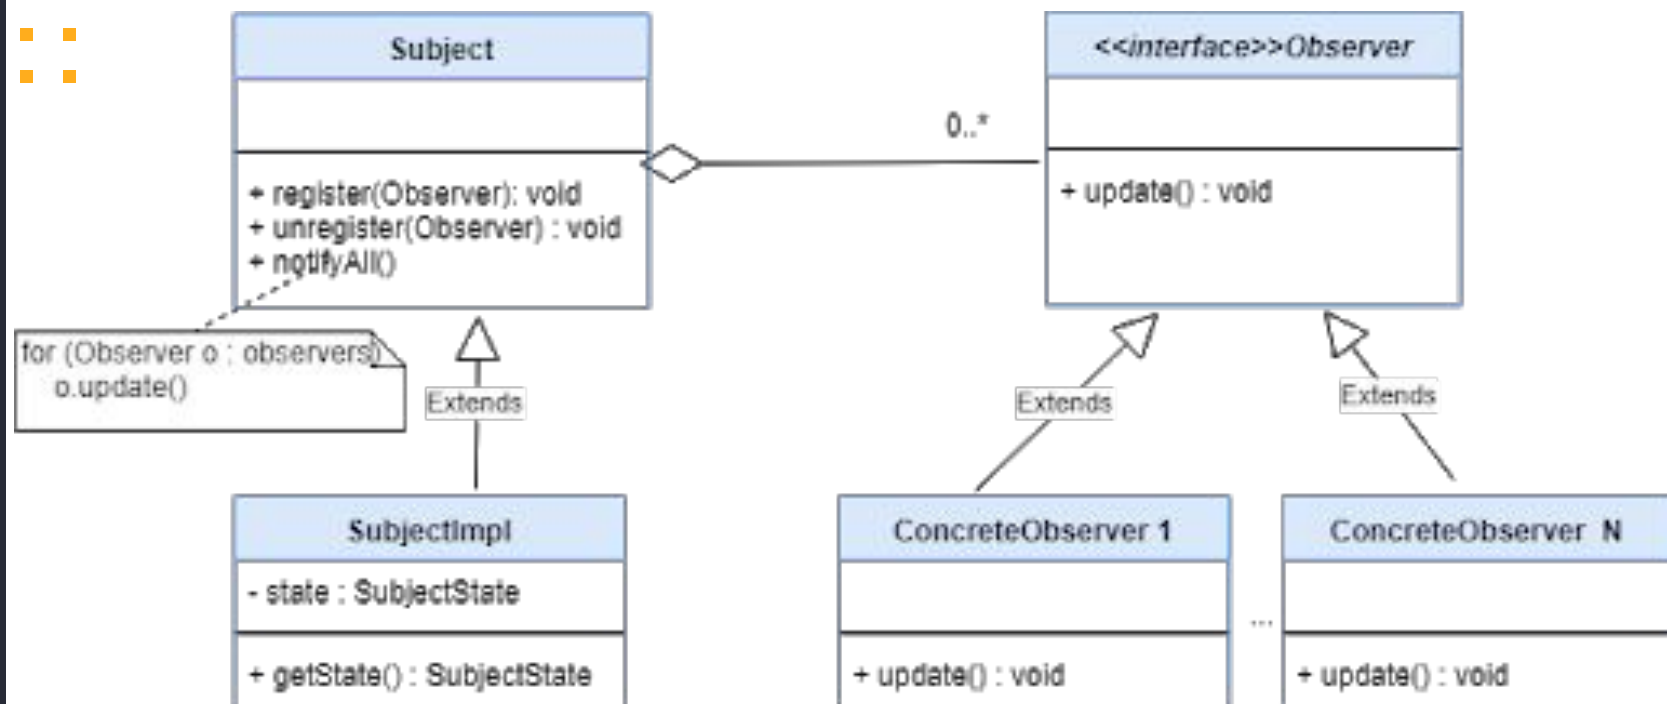 Subject
+ register(Observer): void
+ unregister(Observer) : void
+ notifyAll()
<<interface>>Observer
0..*
+ update() : void
for (Observer o : observers)
o.update()
Extends
Extends
Extends
SubjectImpl
- state : SubjectState
+ getState() : SubjectState
ConcreteObserver 1
+ update() : void
...
ConcreteObserver N
+ update() : void